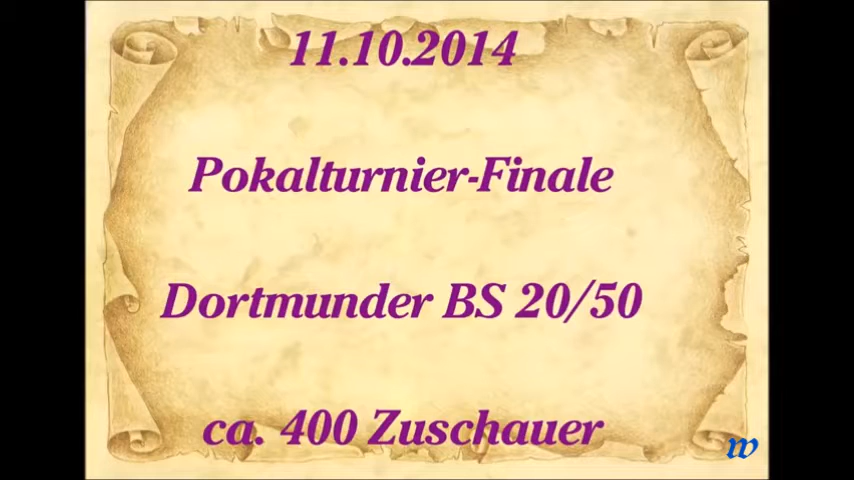 11.10.2014
Pokalturnier-Finale
Dortmunder BS 20/50
ca. 400 Zuschauer
w